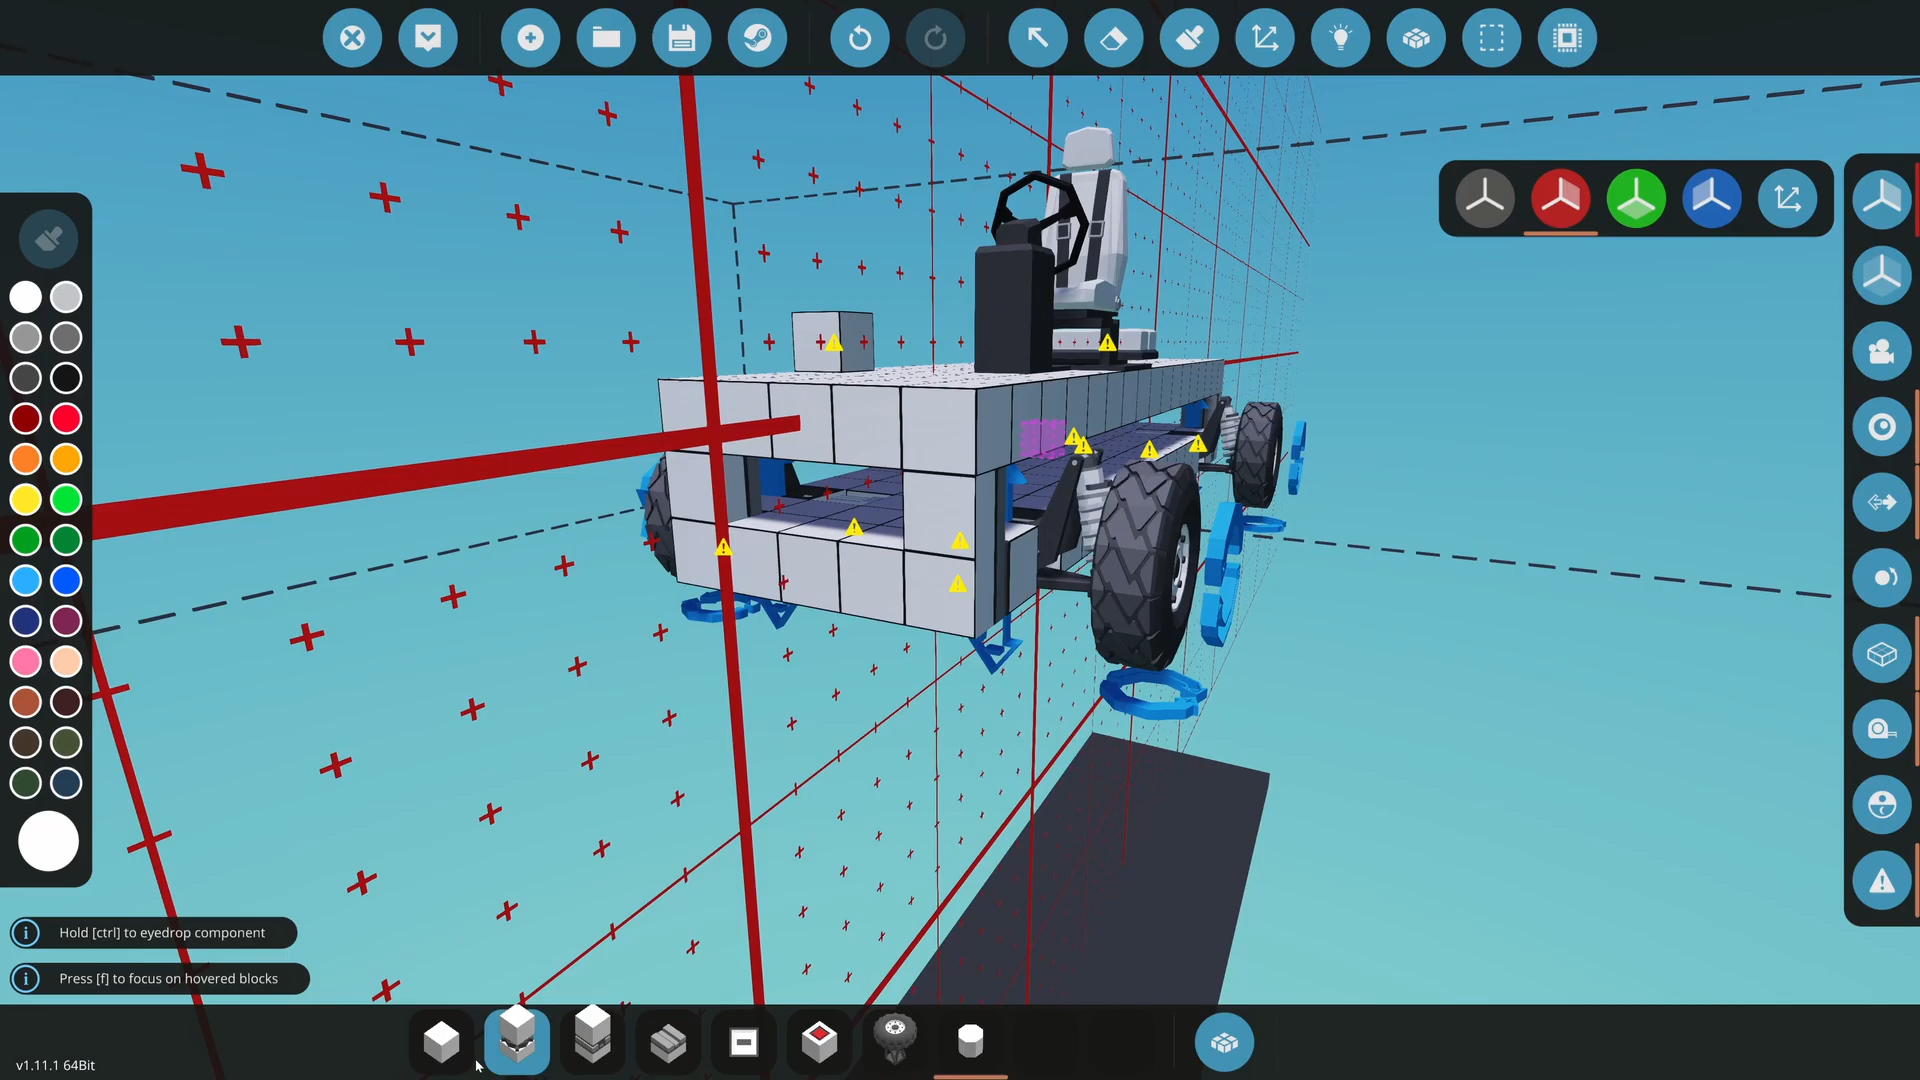 Hold [ctrl] to eyedrop component
Press [f] to focus on hovered blocks
v1.11.1 64Bit